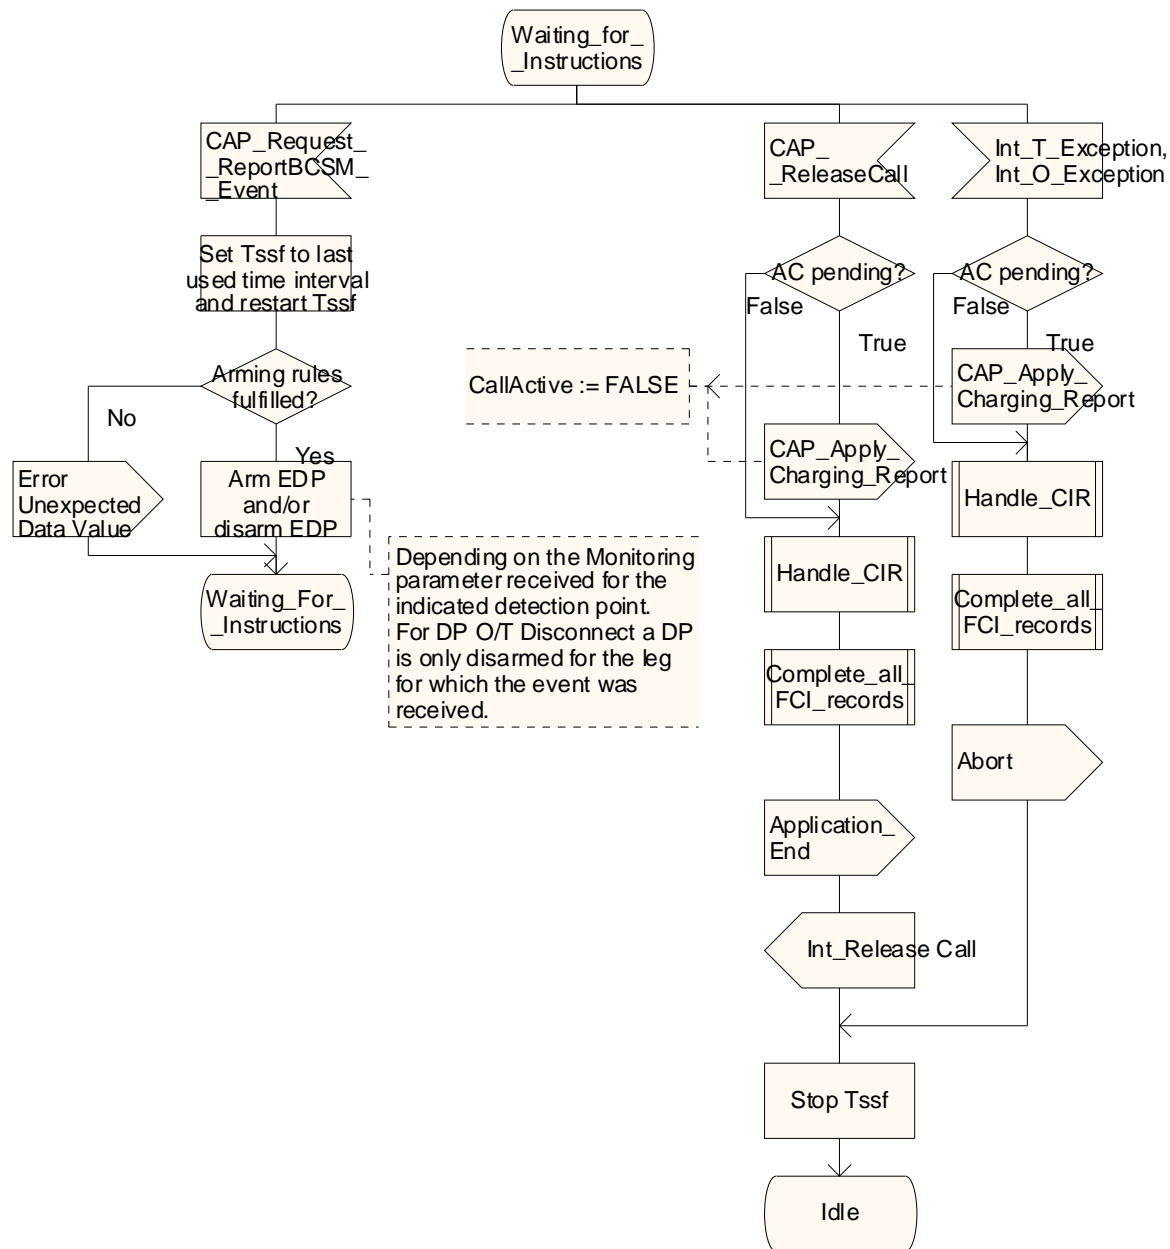 Waiting_for_
_Instructions
CAP_Request_
_ReportBCSM_
_Event
CAP_
_ReleaseCall
Int_T_Exception,
Int_O_Exception
Set Tssf to last
used time interval
and restart Tssf
AC pending?
AC pending?
False
False
True
True
Arming rules
fulfilled?
CallActive := FALSE
CAP_Apply_
Charging_Report
No
Yes
CAP_Apply_
Charging_Report
Error
Unexpected
Data Value
Arm EDP
and/or
disarm EDP
Handle_CIR
Depending on the Monitoring
parameter received for the
indicated detection point.
For DP O/T Disconnect a DP
is only disarmed for the leg
for which the event was
received.
Handle_CIR
Waiting_For_
_Instructions
Complete_all_
FCI_records
Complete_all_
FCI_records
Abort
Application_
End
Int_Release Call
Stop Tssf
Idle